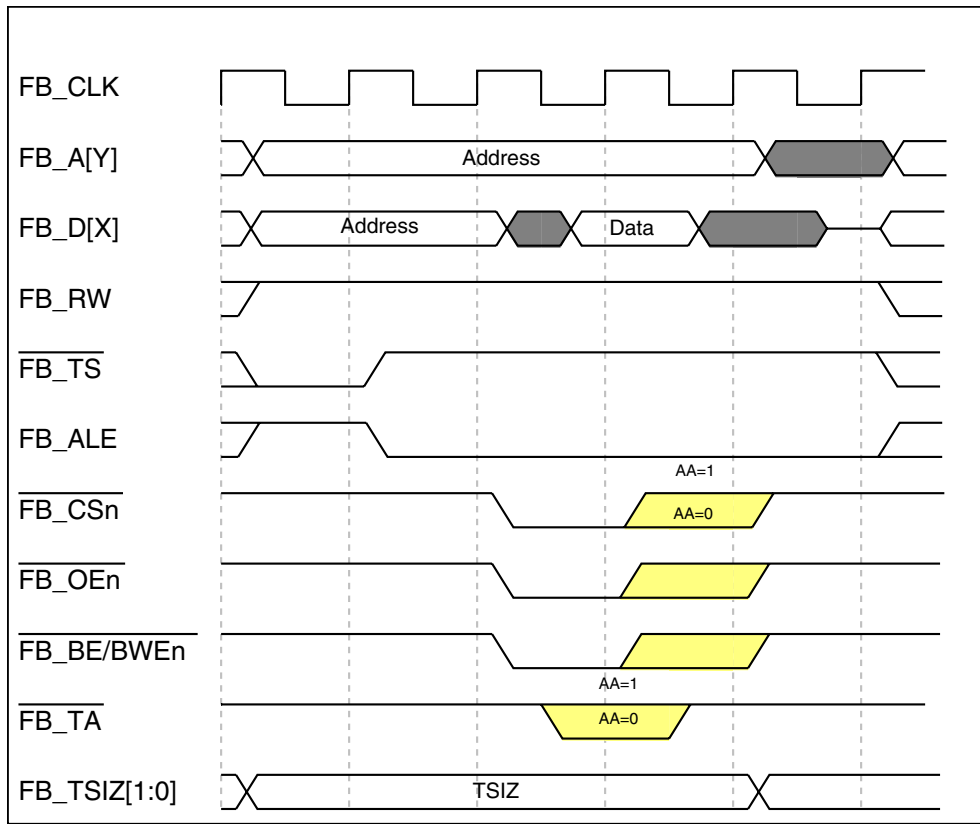 FB_CLK
FB_A[Y]
Address
FB_D[X]
Address
Data
FB_RW
FB_TS
FB_ALE
AA=1
FB_CSn
AA=0
FB_OEn
FB_BE/BWEn
AA=1
FB_TA
AA=0
FB_TSIZ[1:0]
TSIZ